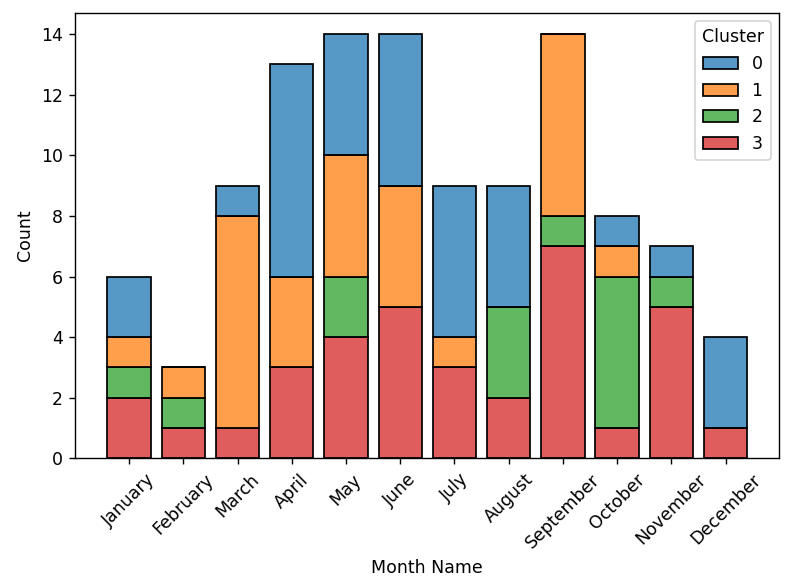 Cluster
0
1
2
3
14
12
10
8
6
4
2
0
Count
January
February
March
April
May
June
July
August
September
October
November
December
Month Name